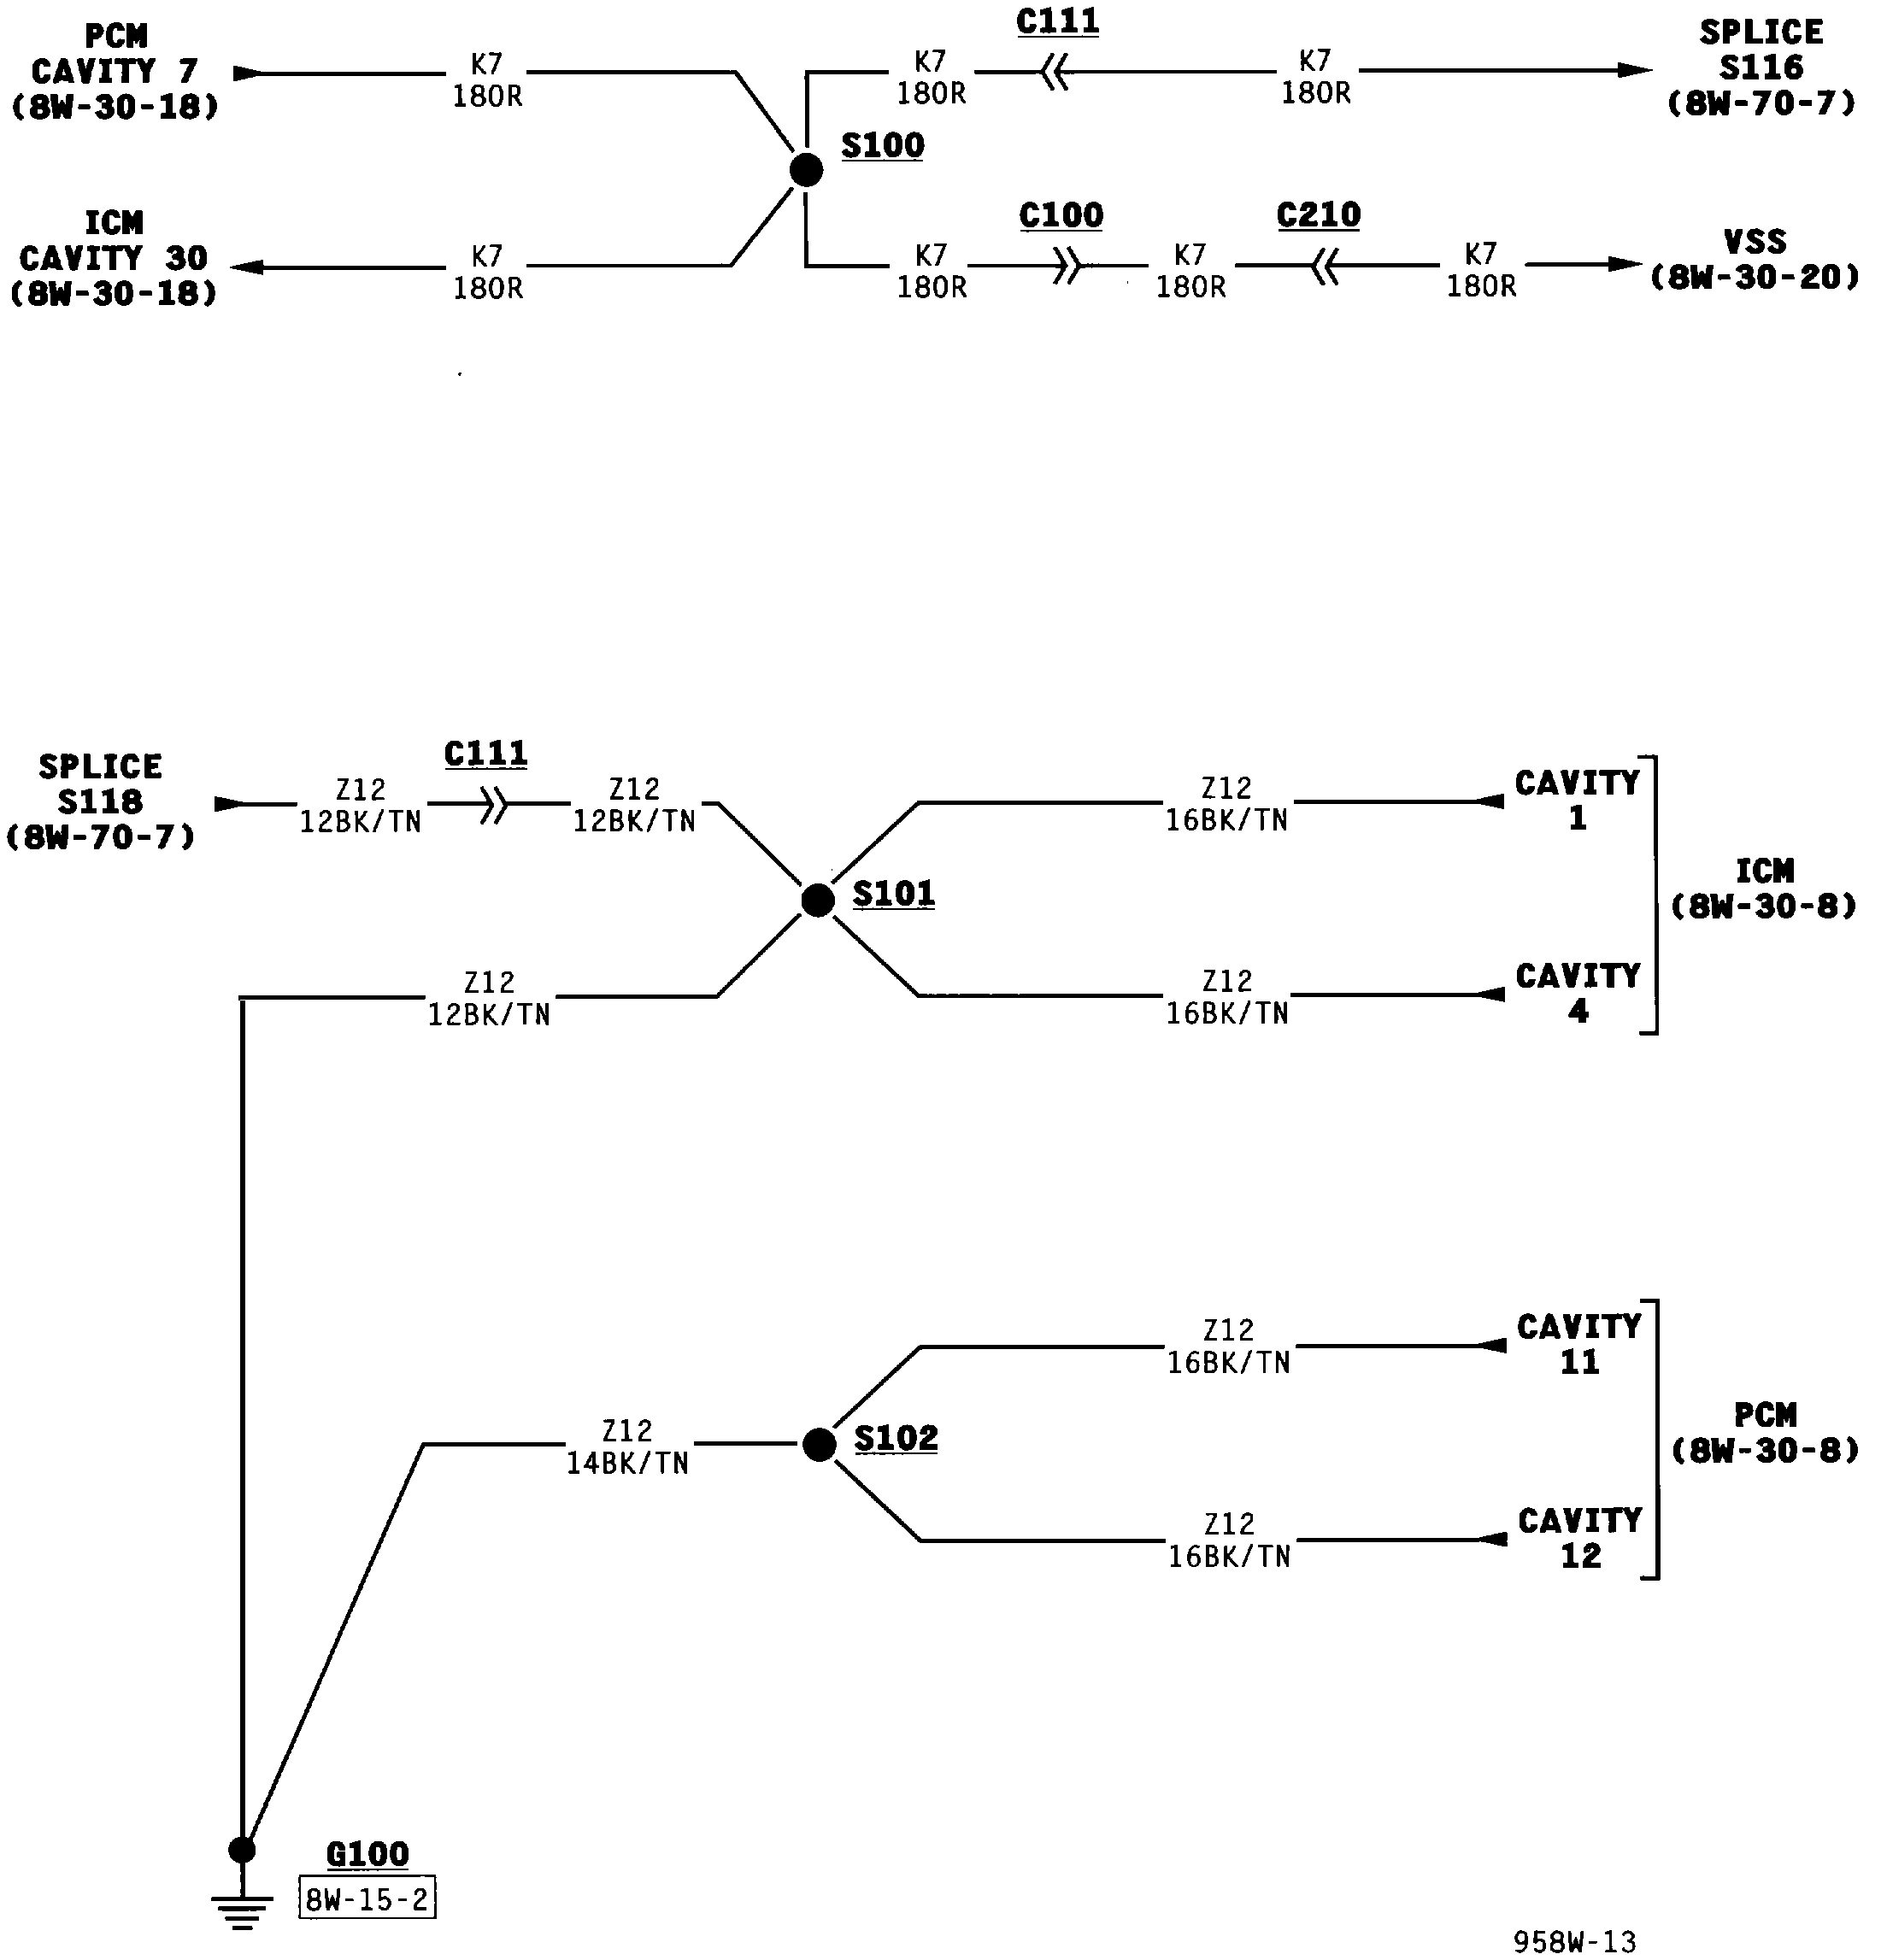 C111
PCM
CAVITY 7
(8W-30-18)
K7
18OR
K7
18OR
K7
18OR
SPLICE
S116
(8W-70-7)
S100
ICM
CAVITY 30
(8W-30-18)
K7
18OR
K7
18OR
C100
K7
18OR
C210
K7
18OR
VSS
(8W-30-20)
SPLICE
S118
(8W-70-7)
Z12
12BK/TN
C111
Z12
12BK/TN
Z12
16BK/TN
CAVITY
1
S101
ICM
(8W-30-8)
Z12
12BK/TN
Z12
16BK/TN
CAVITY
4
Z12
16BK/TN
CAVITY
11
Z12
14BK/TN
S102
PCM
(8W-30-8)
Z12
16BK/TN
CAVITY
12
G100
8W-15-2
958W-13